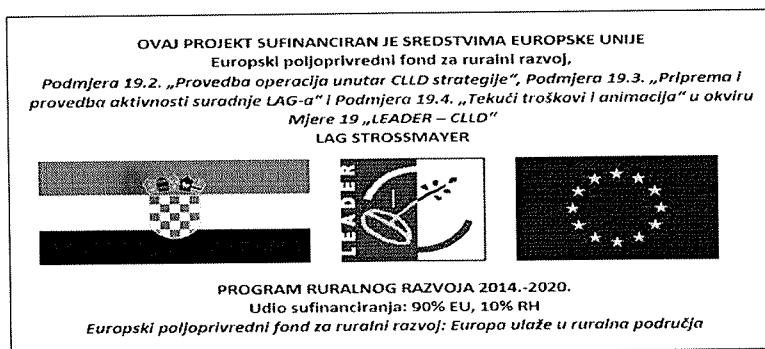 OVAJ PROJEKT SUFINANCIRAN JE SREDSTVIMA EUROPSKE UNIJE
Europski poljoprivredni fond za ruralni razvoj,
Podmjera 19.2. „Provedba operacija unutar CLLD strategije“, Podmjera 19.3. „Priprema i
provedba aktivnosti suradnje LAG-a“ i Podmjera 19.4. „Tekući troškovi i animacija“ u okviru
Mjere 19 „LEADER – CLLD“
LAG STROSSMAYER
LEADER
PROGRAM RURALNOG RAZVOJA 2014.-2020.
Udio sufinanciranja: 90% EU, 10% RH
Europski poljoprivredni fond za ruralni razvoj: Europa ulaže u ruralna područja